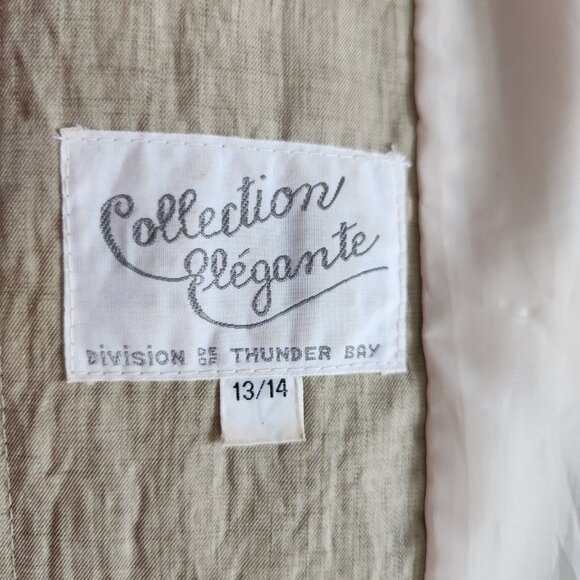 Collection
Elégante
DIVISION DE OF THUNDER BAY
13/14